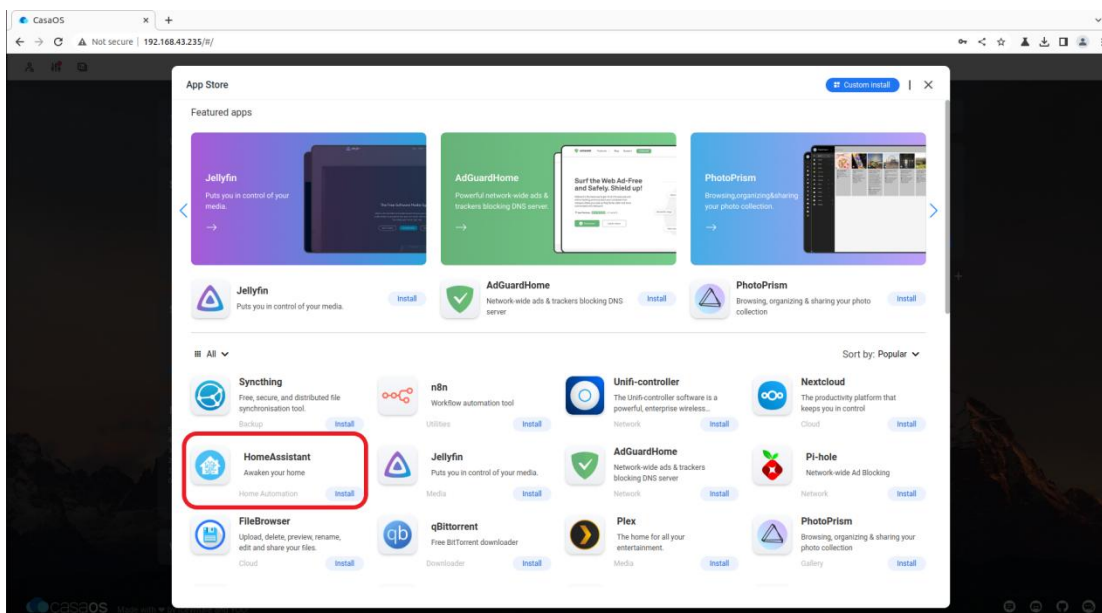 CasaOS
Not secure
192.168.43.235/#/
App Store
Custom install
Featured apps
Jellyfin
Puts you in control of your
media.
AdGuardHome
Powerful network-wide ads &
trackers blocking DNS server.
Surf the Web Ad-Free
and Safely. Shield up!
PhotoPrism
Browsing,organizing&sharing
your photo collection.
Jellyfin
Puts you in control of your media.
Install
AdGuardHome
Network-wide ads & trackers blocking DNS
server
Install
PhotoPrism
Browsing, organizing & sharing your photo
collection
Install
All
Sort by: Popular
Syncthing
Free, secure, and distributed file
synchronisation tool.
Backup
Install
n8n
Workflow automation tool
Utilities
Install
Unifi-controller
The Unifi-controller software is a
powerful, enterprise wireless...
Network
Install
Nextcloud
The productivity platform that
keeps you in control
Cloud
Install
HomeAssistant
Awaken your home
Home Automation
Install
Jellyfin
Puts you in control of your media.
Media
Install
AdGuardHome
Network-wide ads & trackers
blocking DNS server
Network
Install
Pi-hole
Network-wide Ad Blocking
Network
Install
FileBrowser
Upload, delete, preview, rename,
edit and share your files.
Cloud
Install
qb
qBittorrent
Free BitTorrent downloader
Downloader
Install
Plex
The home for all your
entertainment.
Media
Install
PhotoPrism
Browsing, organizing & sharing your
photo collection
Gallery
Install
casaOS
Made with